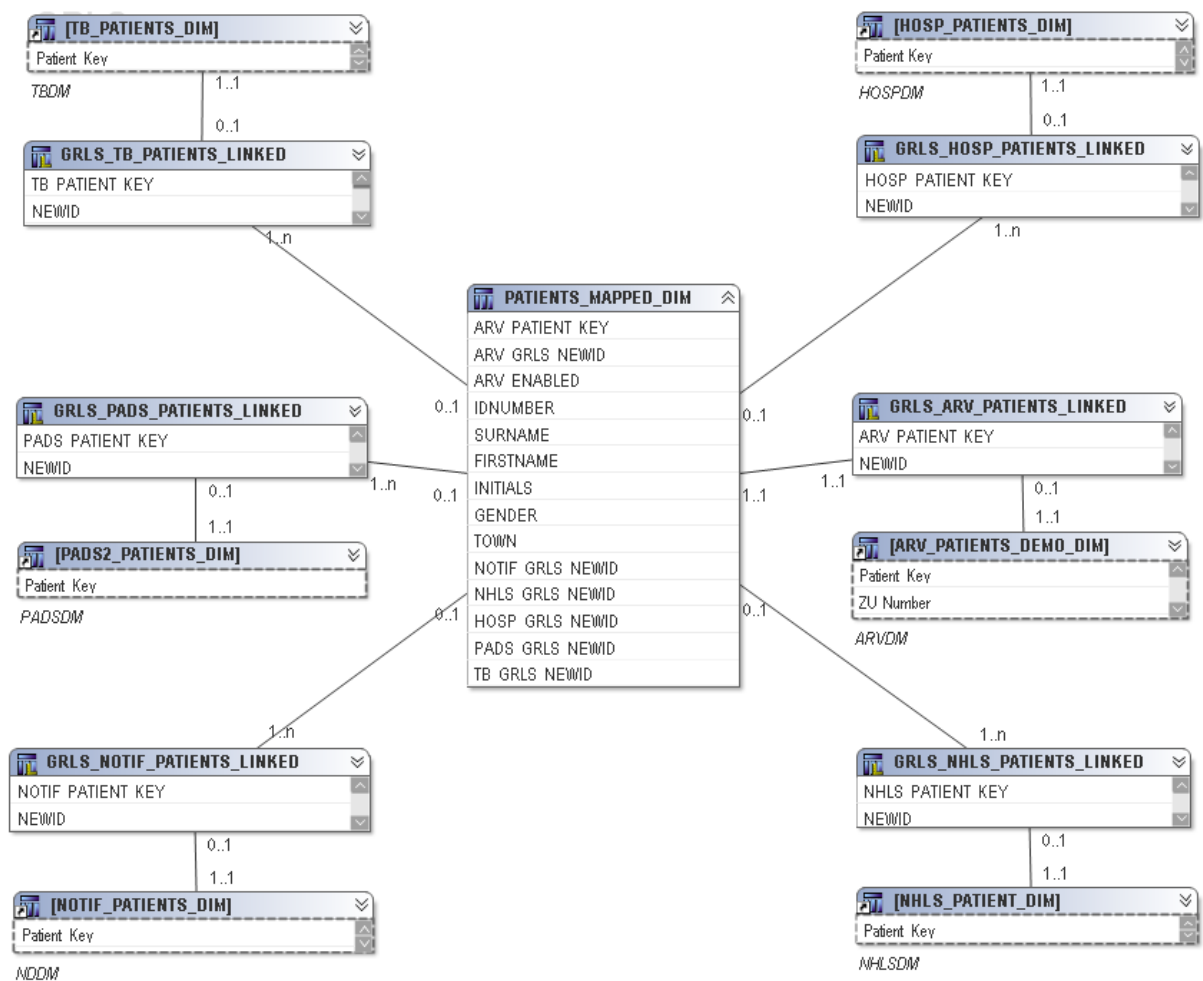 GRLS
[TB_PATIENTS_DIM]
Patient Key
TBDM
1..1
0..1
GRLS_TB_PATIENTS_LINKED
TB PATIENT KEY
NEWID
1..n
[HOSP_PATIENTS_DIM]
Patient Key
HOSPDM
1..1
0..1
GRLS_HOSP_PATIENTS_LINKED
HOSP PATIENT KEY
NEWID
1..n
PATIENTS_MAPPED_DIM
ARV PATIENT KEY
ARV GRLS NEWID
ARV ENABLED
IDNUMBER
SURNAME
FIRSTNAME
INITIALS
GENDER
TOWN
NOTIF GRLS NEWID
NHLS GRLS NEWID
HOSP GRLS NEWID
PADS GRLS NEWID
TB GRLS NEWID
0..1
0..1
0..1
0..1
1..1
0..1
GRLS_PADS_PATIENTS_LINKED
PADS PATIENT KEY
NEWID
1..n
0..1
1..1
[PADS2_PATIENTS_DIM]
Patient Key
PADSDM
GRLS_ARV_PATIENTS_LINKED
ARV PATIENT KEY
NEWID
1..1
0..1
1..1
[ARV_PATIENTS_DEMO_DIM]
Patient Key
ZU Number
ARVDM
1..n
GRLS_NOTIF_PATIENTS_LINKED
NOTIF PATIENT KEY
NEWID
0..1
1..1
[NOTIF_PATIENTS_DIM]
Patient Key
NDDM
1..n
GRLS_NHLS_PATIENTS_LINKED
NHLS PATIENT KEY
NEWID
0..1
1..1
[NHLS_PATIENT_DIM]
Patient Key
NHLSDM